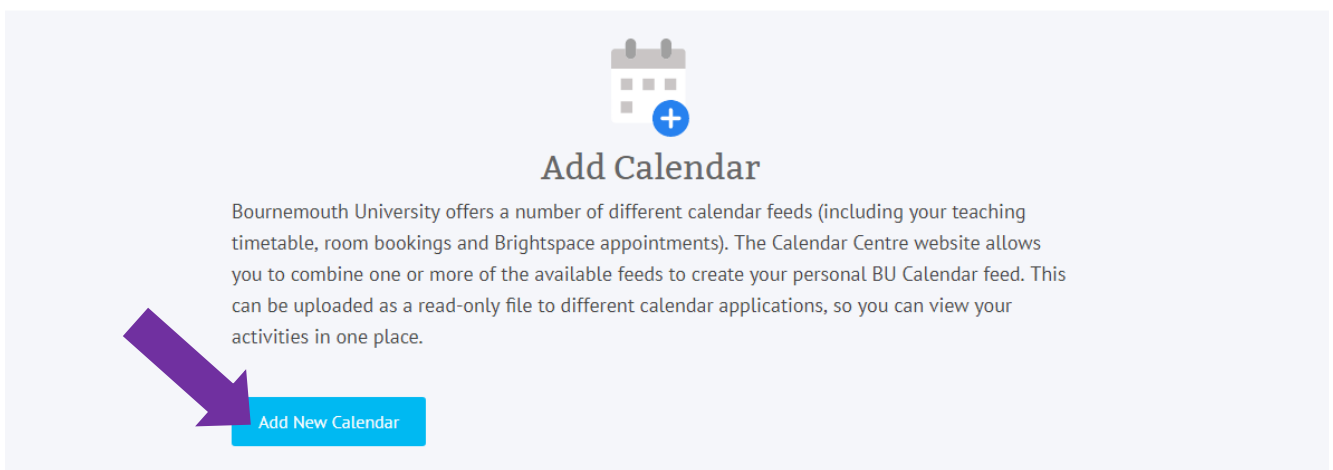 Add Calendar
Bournemouth University offers a number of different calendar feeds (including your teaching
timetable, room bookings and Brightspace appointments). The Calendar Centre website allows
you to combine one or more of the available feeds to create your personal BU Calendar feed. This
can be uploaded as a read-only file to different calendar applications, so you can view your
activities in one place.
Add New Calendar